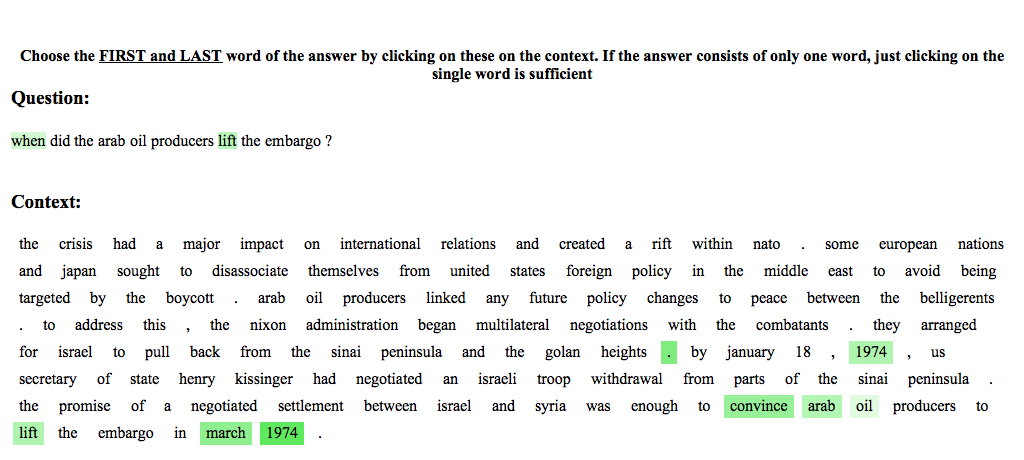 Choose the FIRST and LAST word of the answer by clicking on these on the context. If the answer consists of only one word, just clicking on the
single word is sufficient
Question:
when did the arab oil producers lift the embargo ?
Context:
the crisis had a major impact on international relations and created a rift within nato . some european nations
and japan sought to disassociate themselves from united states foreign policy in the middle east to avoid being
targeted by the boycott . arab oil producers linked any future policy changes to peace between the belligerents
. to address this , the nixon administration began multilateral negotiations with the combatants . they arranged
for israel to pull back from the sinai peninsula and the golan heights . by january 18 , 1974 , us
secretary of state henry kissinger had negotiated an israeli troop withdrawal from parts of the sinai peninsula .
the promise of a negotiated settlement between israel and syria was enough to convince arab oil producers to
lift the embargo in march 1974 .